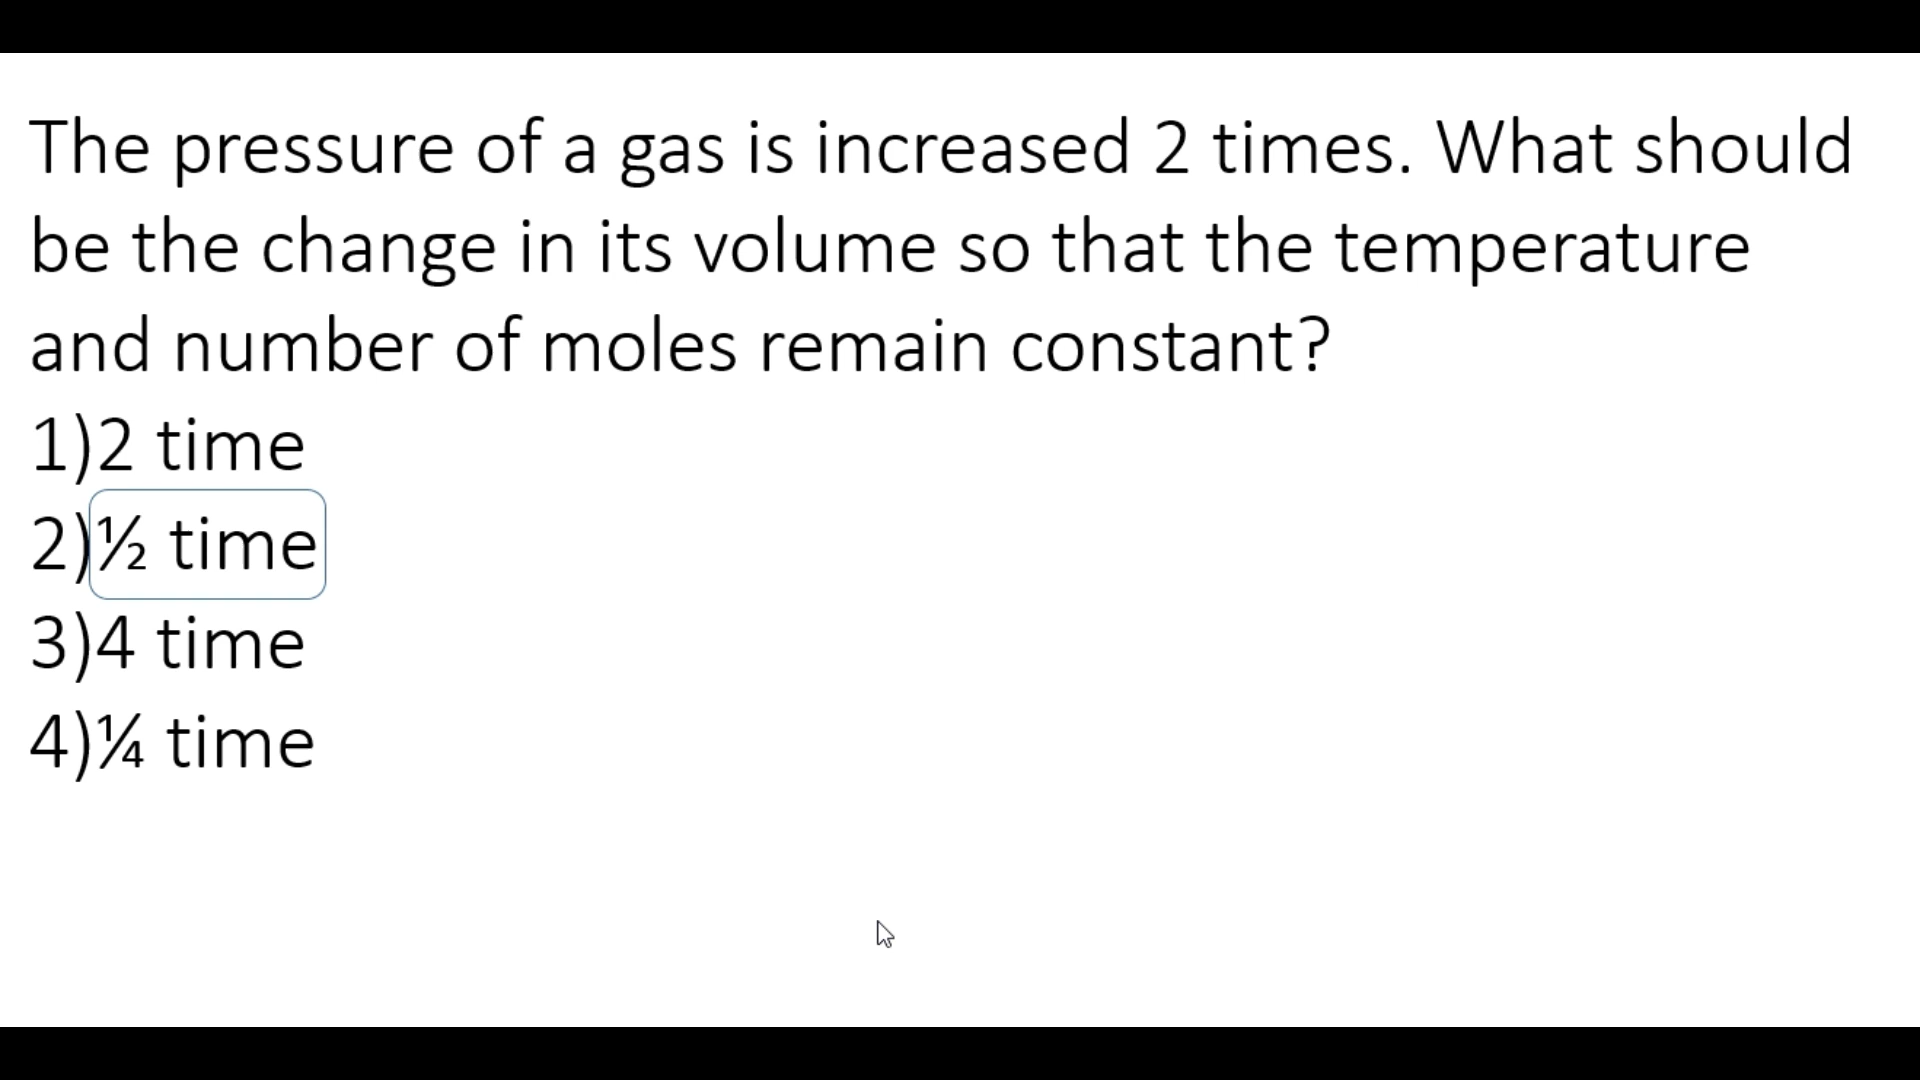 The pressure of a gas is increased 2 times. What should
be the change in its volume so that the temperature
and number of moles remain constant?
1)2 time
2)½ time
3)4 time
4)¼ time